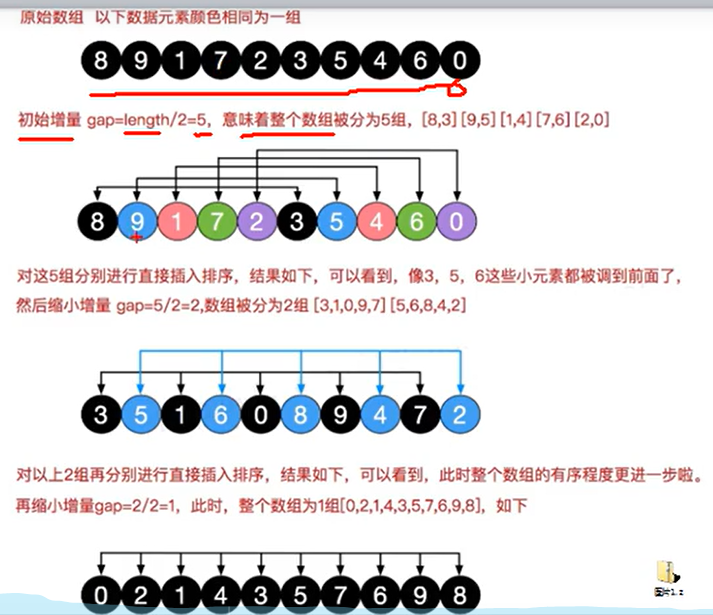 原始数组 以下数据元素颜色相同为一组
8 9 1 7 2 3 5 4 6 0
初始增量 gap=length/2=5，意味着整个数组被分为5组，[8,3][9,5][1,4][7,6][2,0]
8 9 1 7 2 3 5 4 6 0
对这5组分别进行直接插入排序，结果如下，可以看到，像3，5，6这些小元素都被调到前面了，
然后缩小增量 gap=5/2=2,数组被分为2组 [3,1,0,9,7][5,6,8,4,2]
3 5 1 6 0 8 9 4 7 2
对以上2组再分别进行直接插入排序，结果如下，可以看到，此时整个数组的有序程度更进一步啦。
再缩小增量gap=2/2=1，此时，整个数组为1组[0,2,1,4,3,5,7,6,9,8]，如下
图片1.z
0 2 1 4 3 5 7 6 9 8